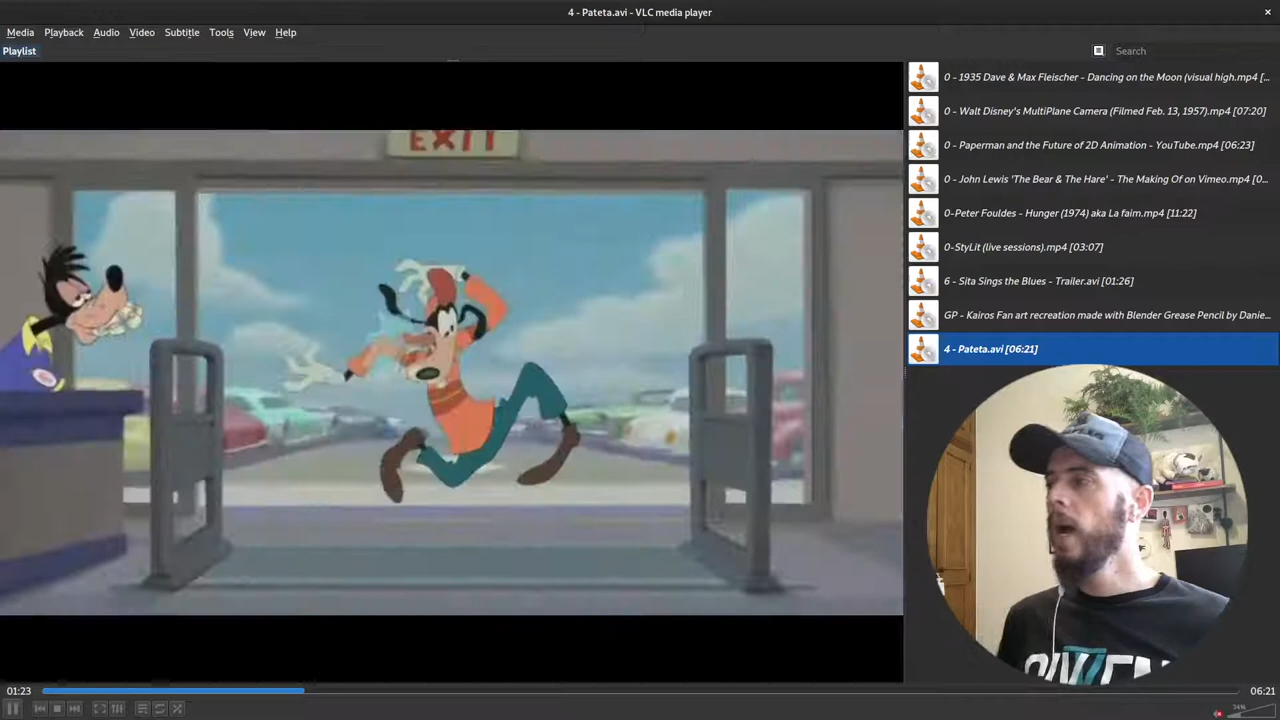 4 - Pateta.avi - VLC media player
Media Playback Audio Video Subtitle Tools View Help
Playlist
Search
EXIT
0 - 1935 Dave & Max Fleischer - Dancing on the Moon (visual high.mp4 [...
0 - Walt Disney's MultiPlane Camera (Filmed Feb. 13, 1957).mp4 [07:20]
0 - Paperman and the Future of 2D Animation - YouTube.mp4 [06:23]
0 - John Lewis 'The Bear & The Hare' - The Making Of on Vimeo.mp4 [0...
0-Peter Fouldes - Hunger (1974) aka La faim.mp4 [11:22]
0-StyLit (live sessions).mp4 [03:07]
6 - Sita Sings the Blues - Trailer.avi [01:26]
GP - Kairos Fan art recreation made with Blender Grease Pencil by Danie...
4 - Pateta.avi [06:21]
01:23
06:21